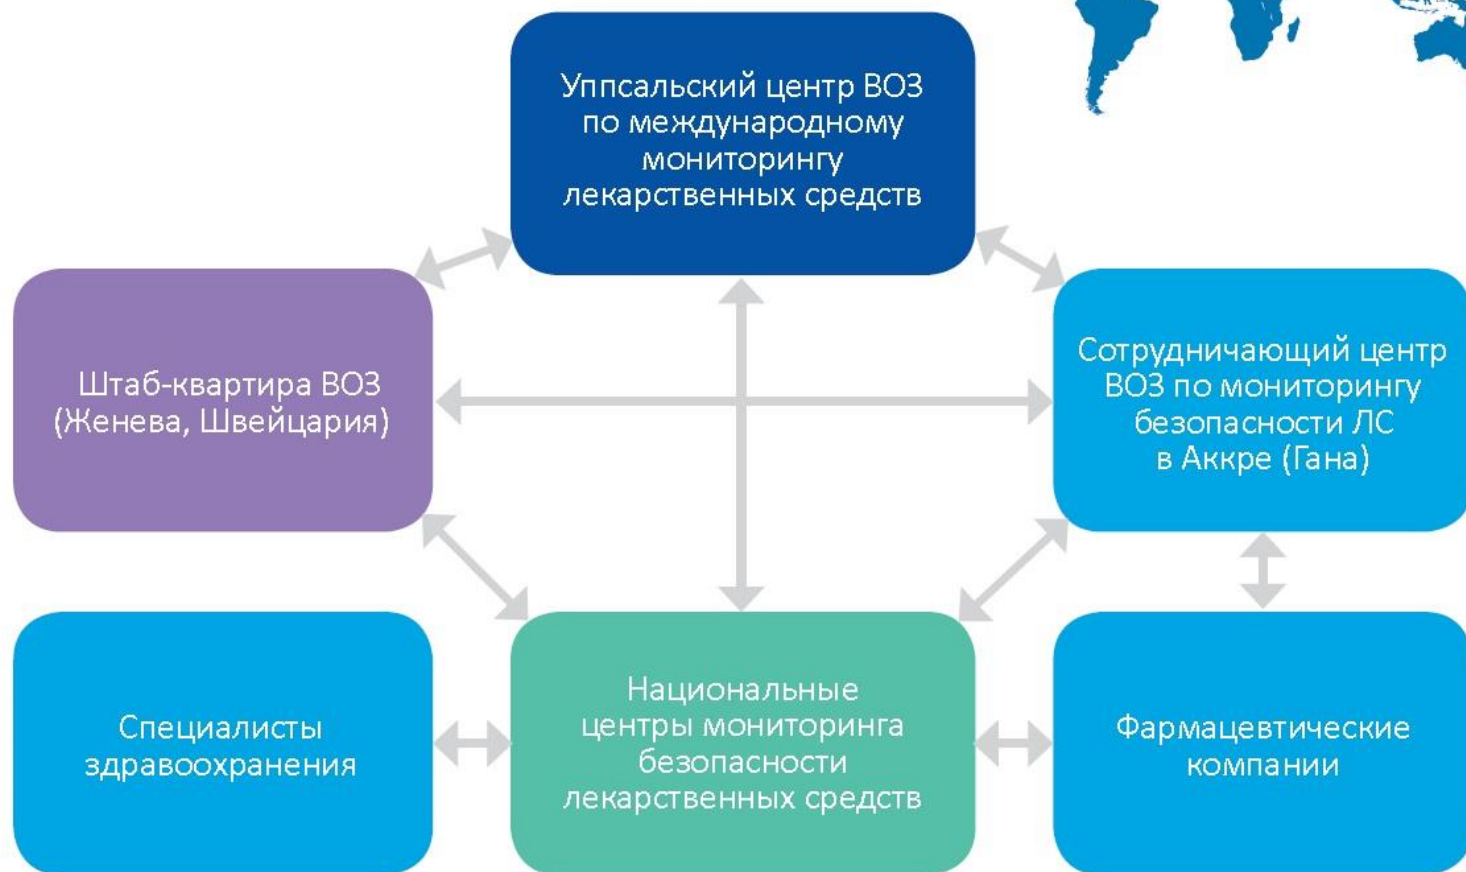 Уппсальский центр ВОЗ
по международному
мониторингу
лекарственных средств
Штаб-квартира ВОЗ
(Женева, Швейцария)
Сотрудничающий центр
ВОЗ по мониторингу
безопасности ЛС
в Аккре (Гана)
Специалисты
здравоохранения
Национальные
центры мониторинга
безопасности
лекарственных средств
Фармацевтические
компании